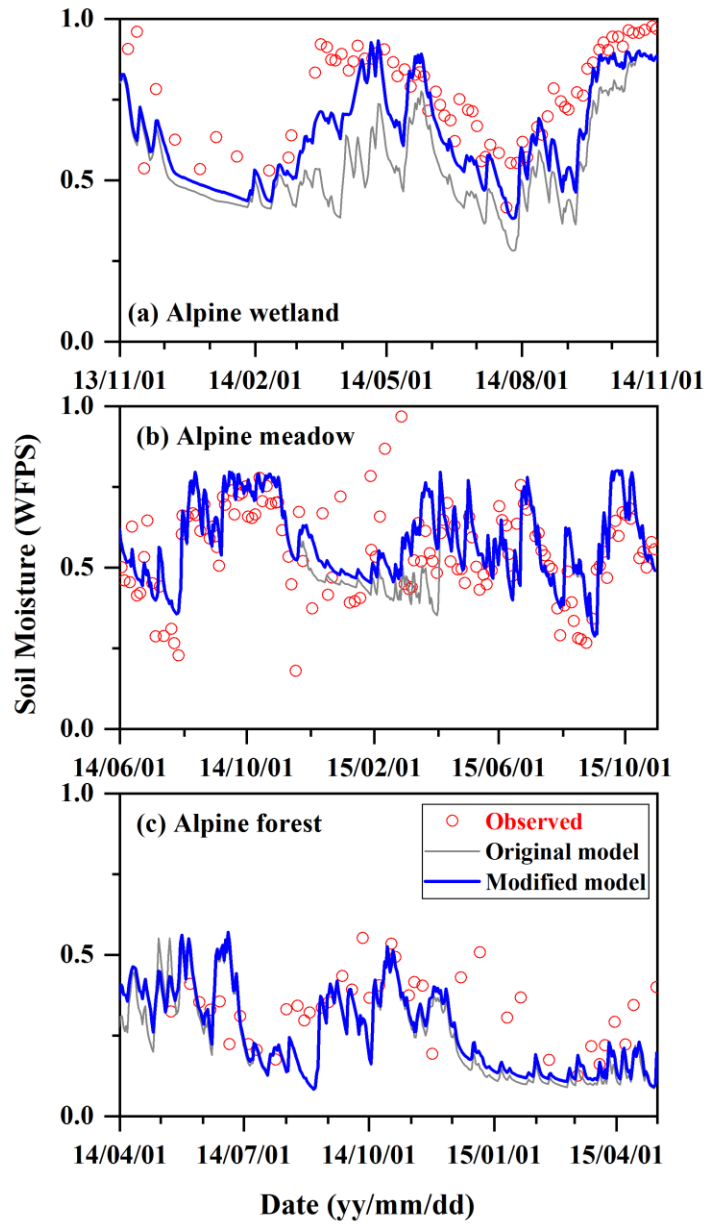 1.0
0.5
0.0
(a) Alpine wetland
13/11/01 14/02/01 14/05/01 14/08/01 14/11/01
Soil Moisture (WFPS)
1.0
0.5
0.0
(b) Alpine meadow
14/06/01 14/10/01 15/02/01 15/06/01 15/10/01
1.0
0.5
0.0
(c) Alpine forest
Observed
Original model
Modified model
14/04/01 14/07/01 14/10/01 15/01/01 15/04/01
Date (yy/mm/dd)